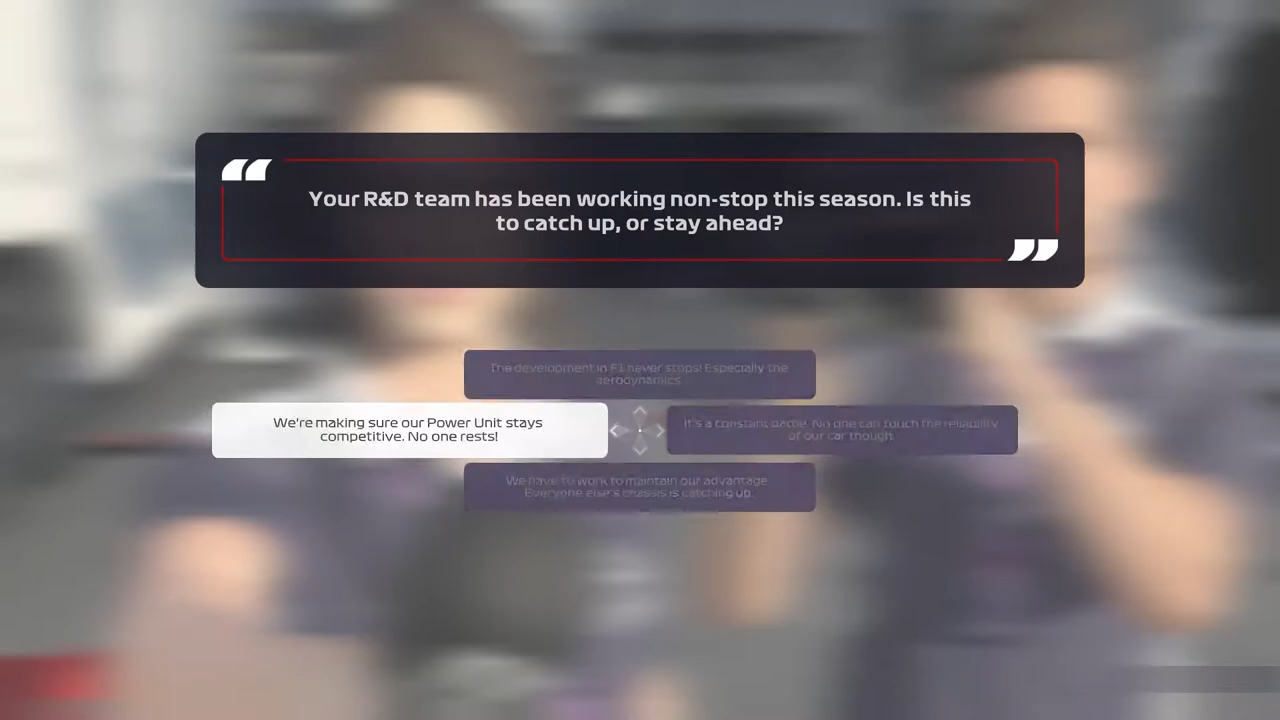 Your R&D team has been working non-stop this season. Is this
to catch up, or stay ahead?
The development in F1 never stops! Especially the
aerodynamics.
We're making sure our Power Unit stays
competitive. No one rests!
It's a constant battle. No one can touch the reliability
of our car though.
We have to work to maintain our advantage.
Everyone else's chassis is catching up.